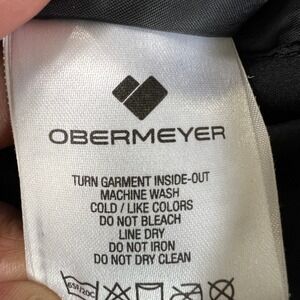 OBERMEYER
TURN GARMENT INSIDE-OUT
MACHINE WASH
COLD / LIKE COLORS
DO NOT BLEACH
LINE DRY
DO NOT IRON
DO NOT DRY CLEAN